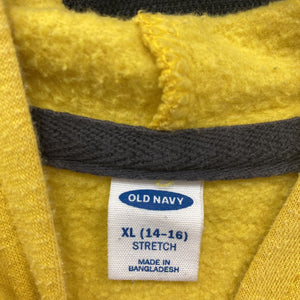 OLD NAVY
XL (14-16)
STRETCH
MADE IN
BANGLADESH